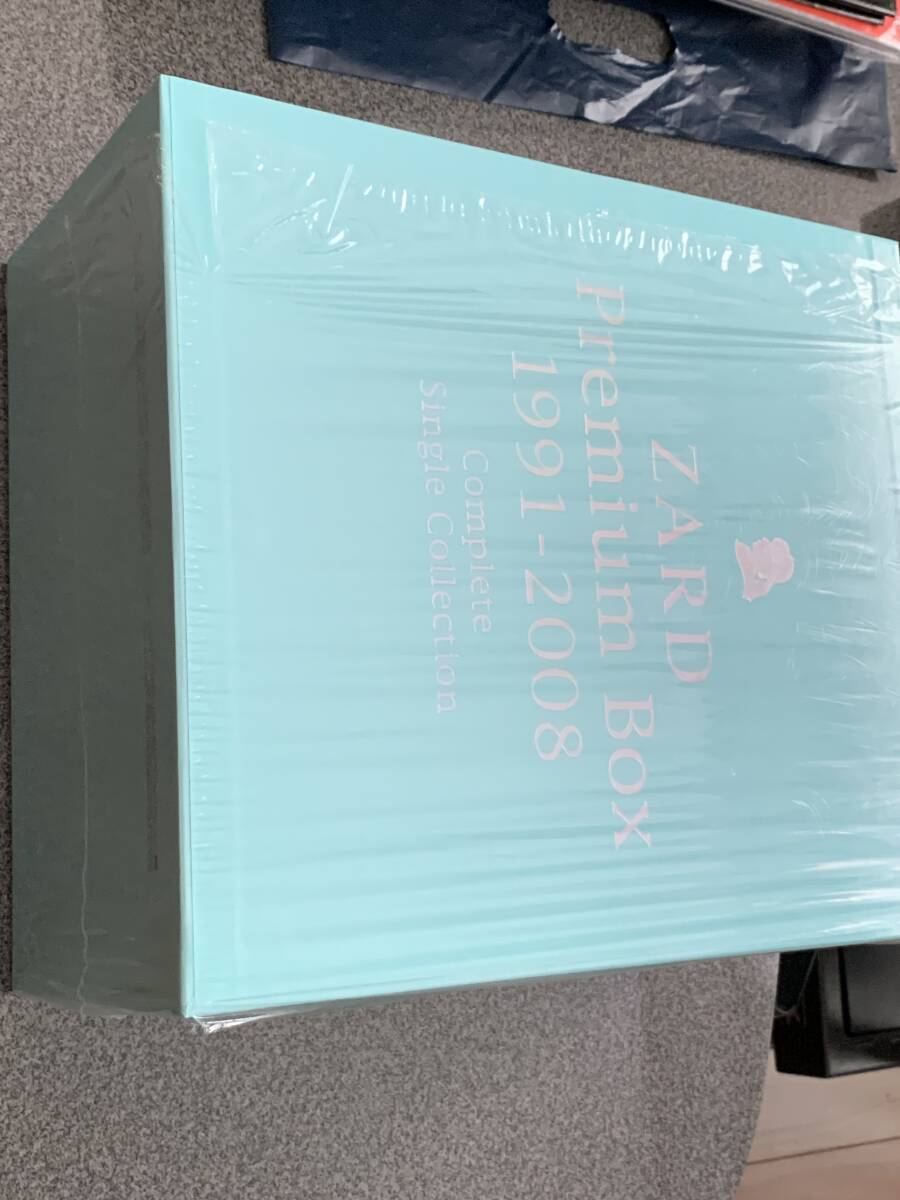 ZARD
Premium Box
1991-2008
Complete
Single Collection